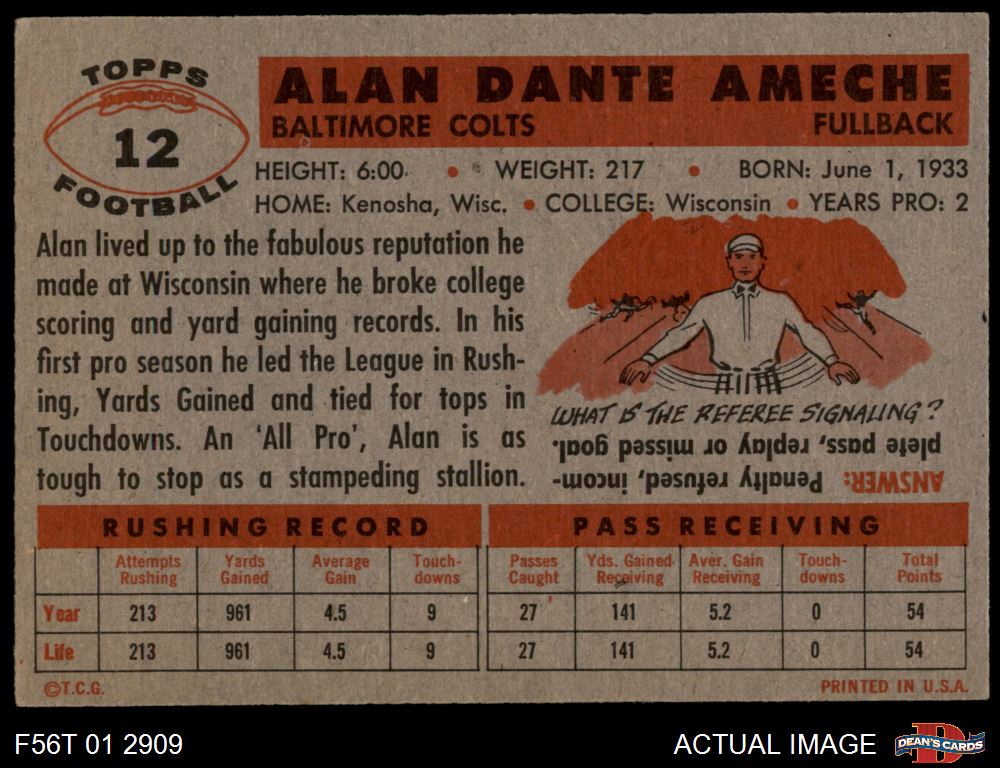 TOPPS
12
FOOTBALL
ALAN DANTE AMECHE
BALTIMORE COLTS FULLBACK
HEIGHT: 6:00 • WEIGHT: 217 • BORN: June 1, 1933
HOME: Kenosha, Wisc. • COLLEGE: Wisconsin • YEARS PRO: 2
Alan lived up to the fabulous reputation he
made at Wisconsin where he broke college
scoring and yard gaining records. In his
first pro season he led the League in Rush-
ing, Yards Gained and tied for tops in
Touchdowns. An 'All Pro', Alan is as
tough to stop as a stampeding stallion.
WHAT IS THE REFEREE SIGNALING?
ANSWER: Penalty refused, incom-
plete pass, replay or missed goal.
RUSHING RECORD
Attempts Yards Average Touch-
Rushing Gained Gain downs
Year 213 961 4.5 9
Life 213 961 4.5 9
PASS RECEIVING
Passes Yds. Gained Aver. Gain Touch- Total
Caught Receiving Receiving downs Points
27 141 5.2 0 54
27 141 5.2 0 54
©T.C.G. PRINTED IN U.S.A.
F56T 01 2909 ACTUAL IMAGE
D
DEAN'S CARDS